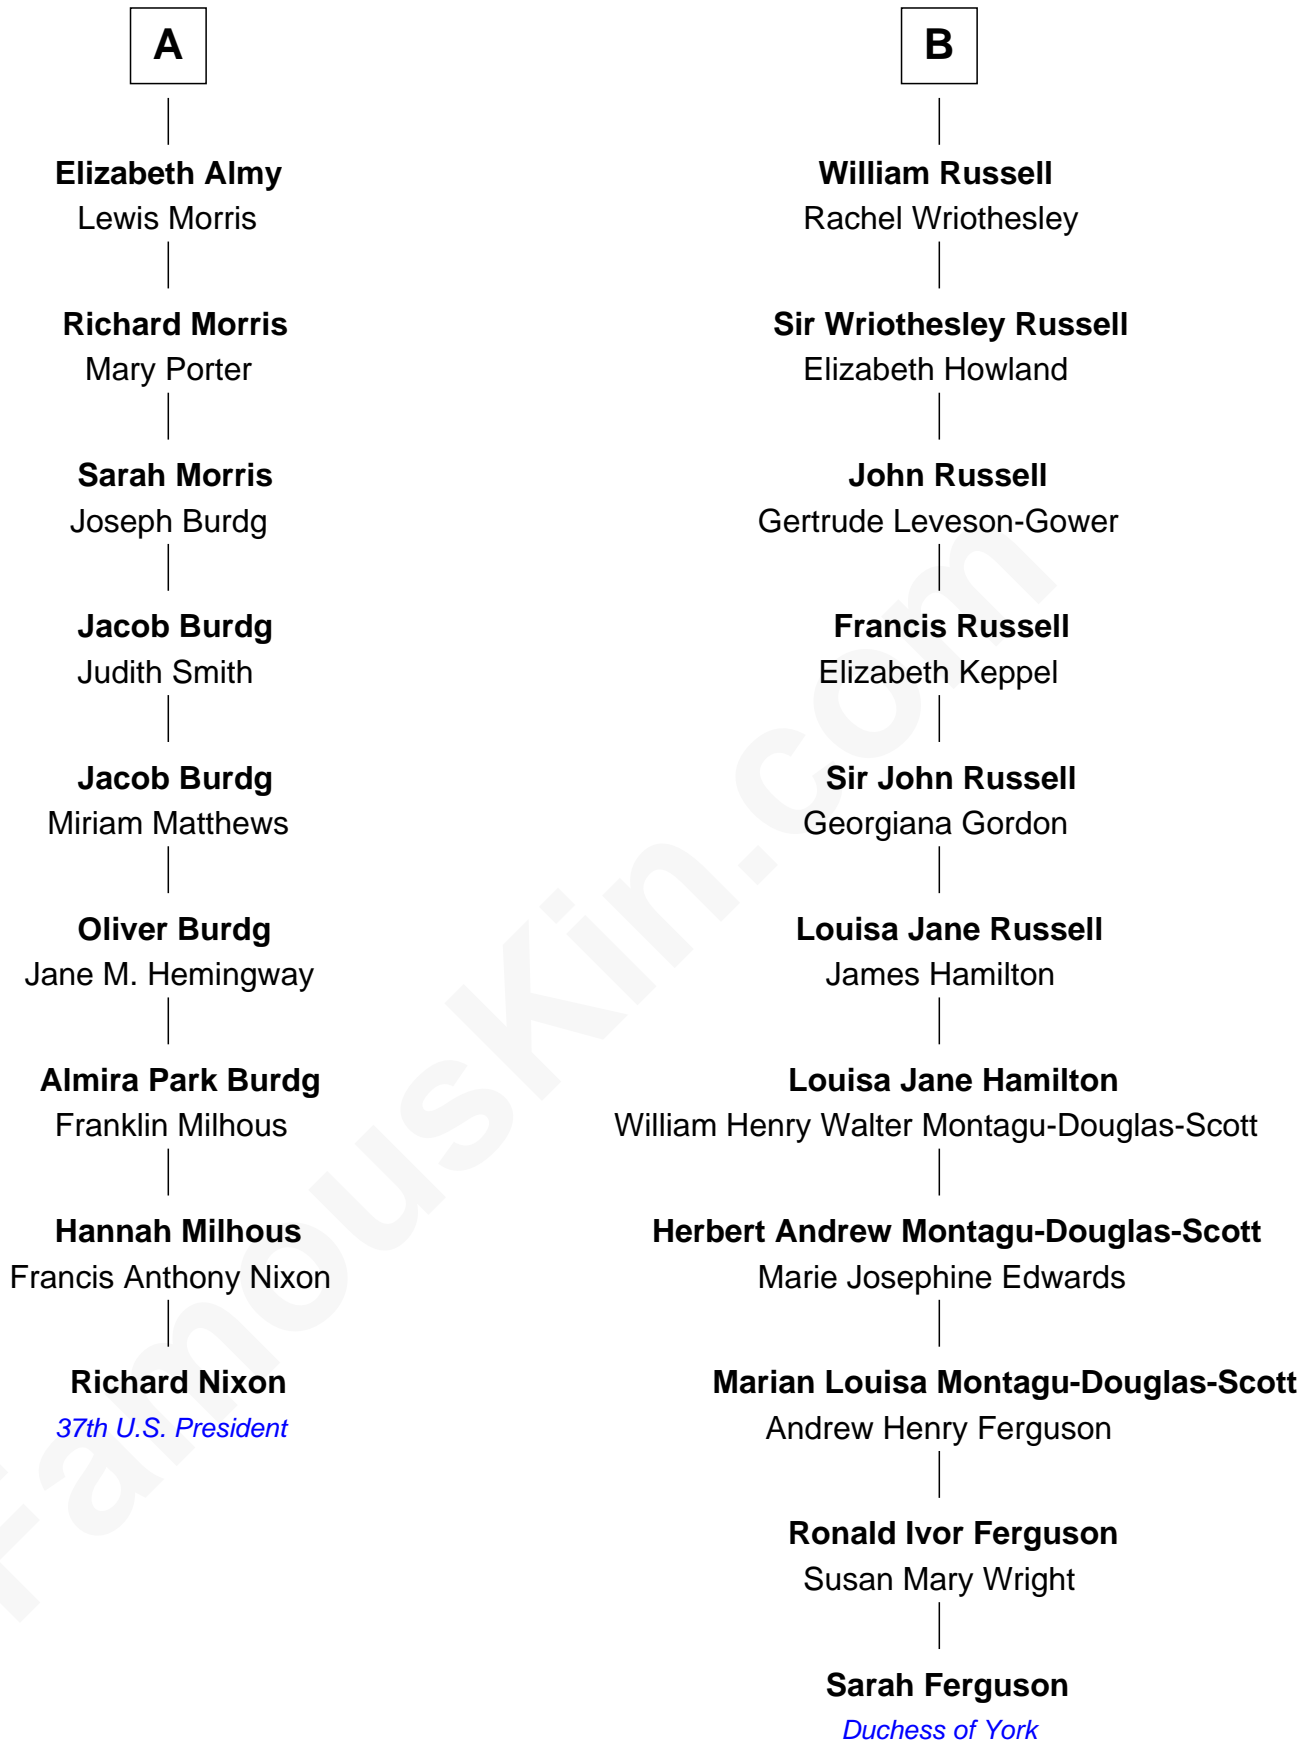 A
Elizabeth Almy
Lewis Morris
Richard Morris
Mary Porter
Sarah Morris
Joseph Burdg
Jacob Burdg
Judith Smith
Jacob Burdg
Miriam Matthews
Oliver Burdg
Jane M. Hemingway
Almira Park Burdg
Franklin Milhous
Hannah Milhous
Francis Anthony Nixon
Richard Nixon
37th U.S. President
B
William Russell
Rachel Wriothesley
Sir Wriothesley Russell
Elizabeth Howland
John Russell
Gertrude Leveson-Gower
Francis Russell
Elizabeth Keppel
Sir John Russell
Georgiana Gordon
Louisa Jane Russell
James Hamilton
Louisa Jane Hamilton
William Henry Walter Montagu-Douglas-Scott
Herbert Andrew Montagu-Douglas-Scott
Marie Josephine Edwards
Marian Louisa Montagu-Douglas-Scott
Andrew Henry Ferguson
Ronald Ivor Ferguson
Susan Mary Wright
Sarah Ferguson
Duchess of York
FamousKin.com